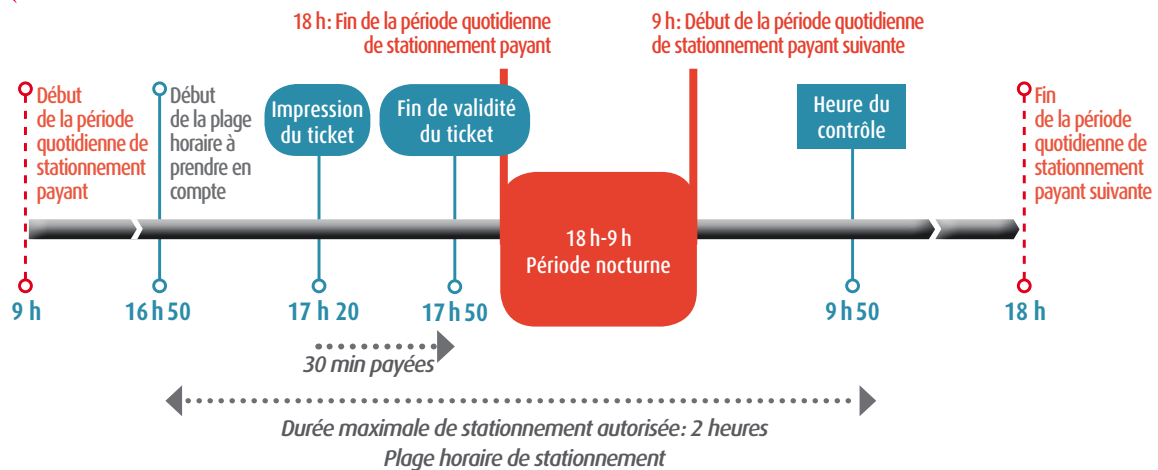 18 h : Fin de la période quotidienne
de stationnement payant
9 h : Début de la période quotidienne
de stationnement payant suivante
Début
de la période
quotidienne de
stationnement
payant
Début
de la plage
horaire à
prendre en
compte
Impression
du ticket
Fin de validité
du ticket
Heure du
contrôle
Fin
de la période
quotidienne de
stationnement
payant suivante
18 h-9 h
Période nocturne
9 h
16 h 50
17 h 20
17 h 50
9 h 50
18 h
30 min payées
Durée maximale de stationnement autorisée : 2 heures
Plage horaire de stationnement